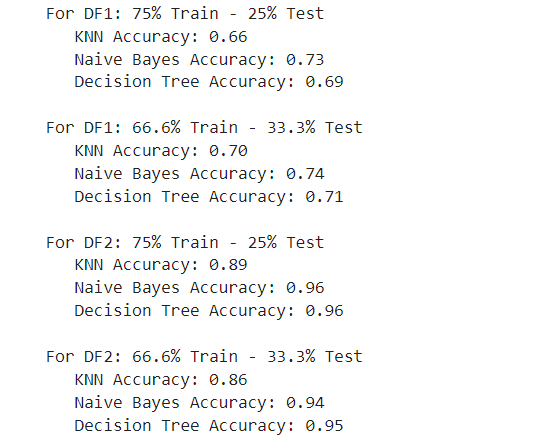 For DF1: 75% Train - 25% Test
KNN Accuracy: 0.66
Naive Bayes Accuracy: 0.73
Decision Tree Accuracy: 0.69
For DF1: 66.6% Train - 33.3% Test
KNN Accuracy: 0.70
Naive Bayes Accuracy: 0.74
Decision Tree Accuracy: 0.71
For DF2: 75% Train - 25% Test
KNN Accuracy: 0.89
Naive Bayes Accuracy: 0.96
Decision Tree Accuracy: 0.96
For DF2: 66.6% Train - 33.3% Test
KNN Accuracy: 0.86
Naive Bayes Accuracy: 0.94
Decision Tree Accuracy: 0.95